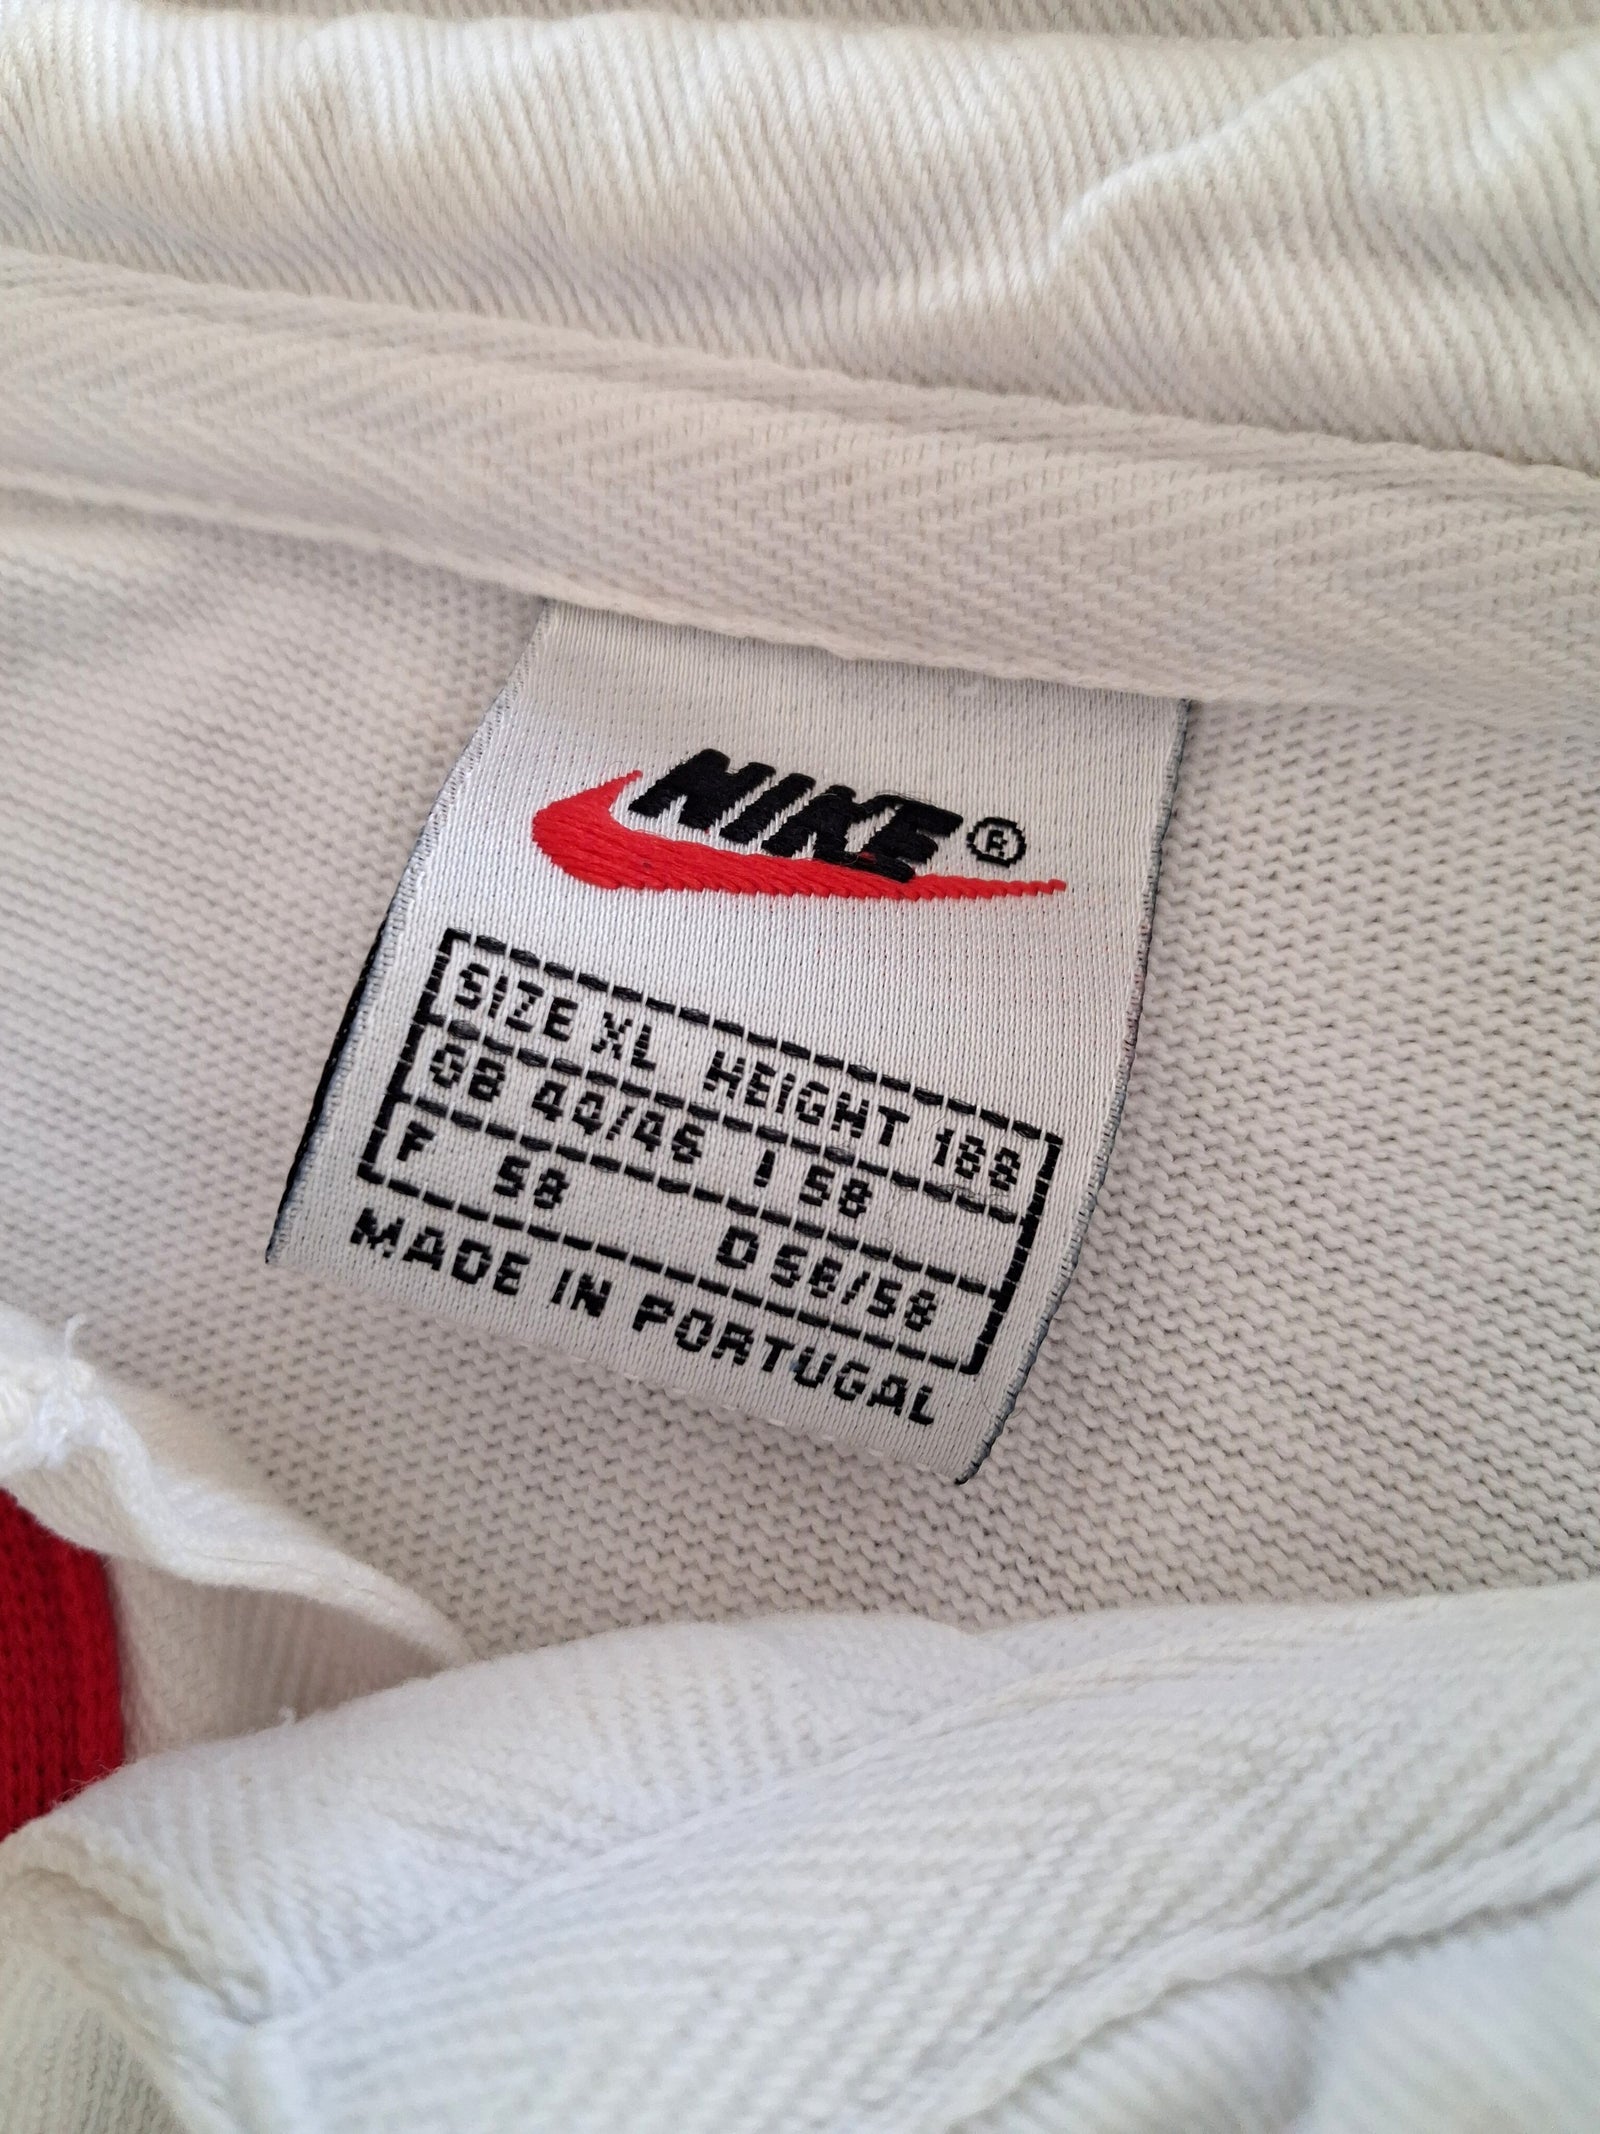 NIKE ®
SIZE XL HEIGHT 188
GB 44/46 I 58
F 58 D 56/58
MADE IN PORTUGAL